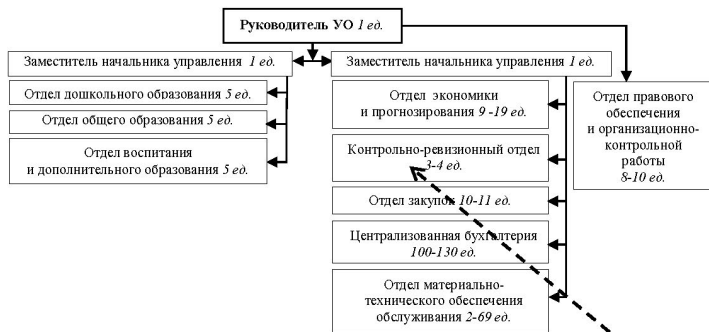 Руководитель УО 1 ед.
Заместитель начальника управления 1 ед.
Отдел дошкольного образования 5 ед.
Отдел общего образования 5 ед.
Отдел воспитания
и дополнительного образования 5 ед.
Заместитель начальника управления 1 ед.
Отдел экономики
и прогнозирования 9 -19 ед.
Контрольно-ревизионный отдел
3-4 ед.
Отдел закупок 10-11 ед.
Централизованная бухгалтерия
100-130 ед.
Отдел материально-
технического обеспечения
обслуживания 2-69 ед.
Отдел правового
обеспечения
и организационно-
контрольной
работы
8-10 ед.